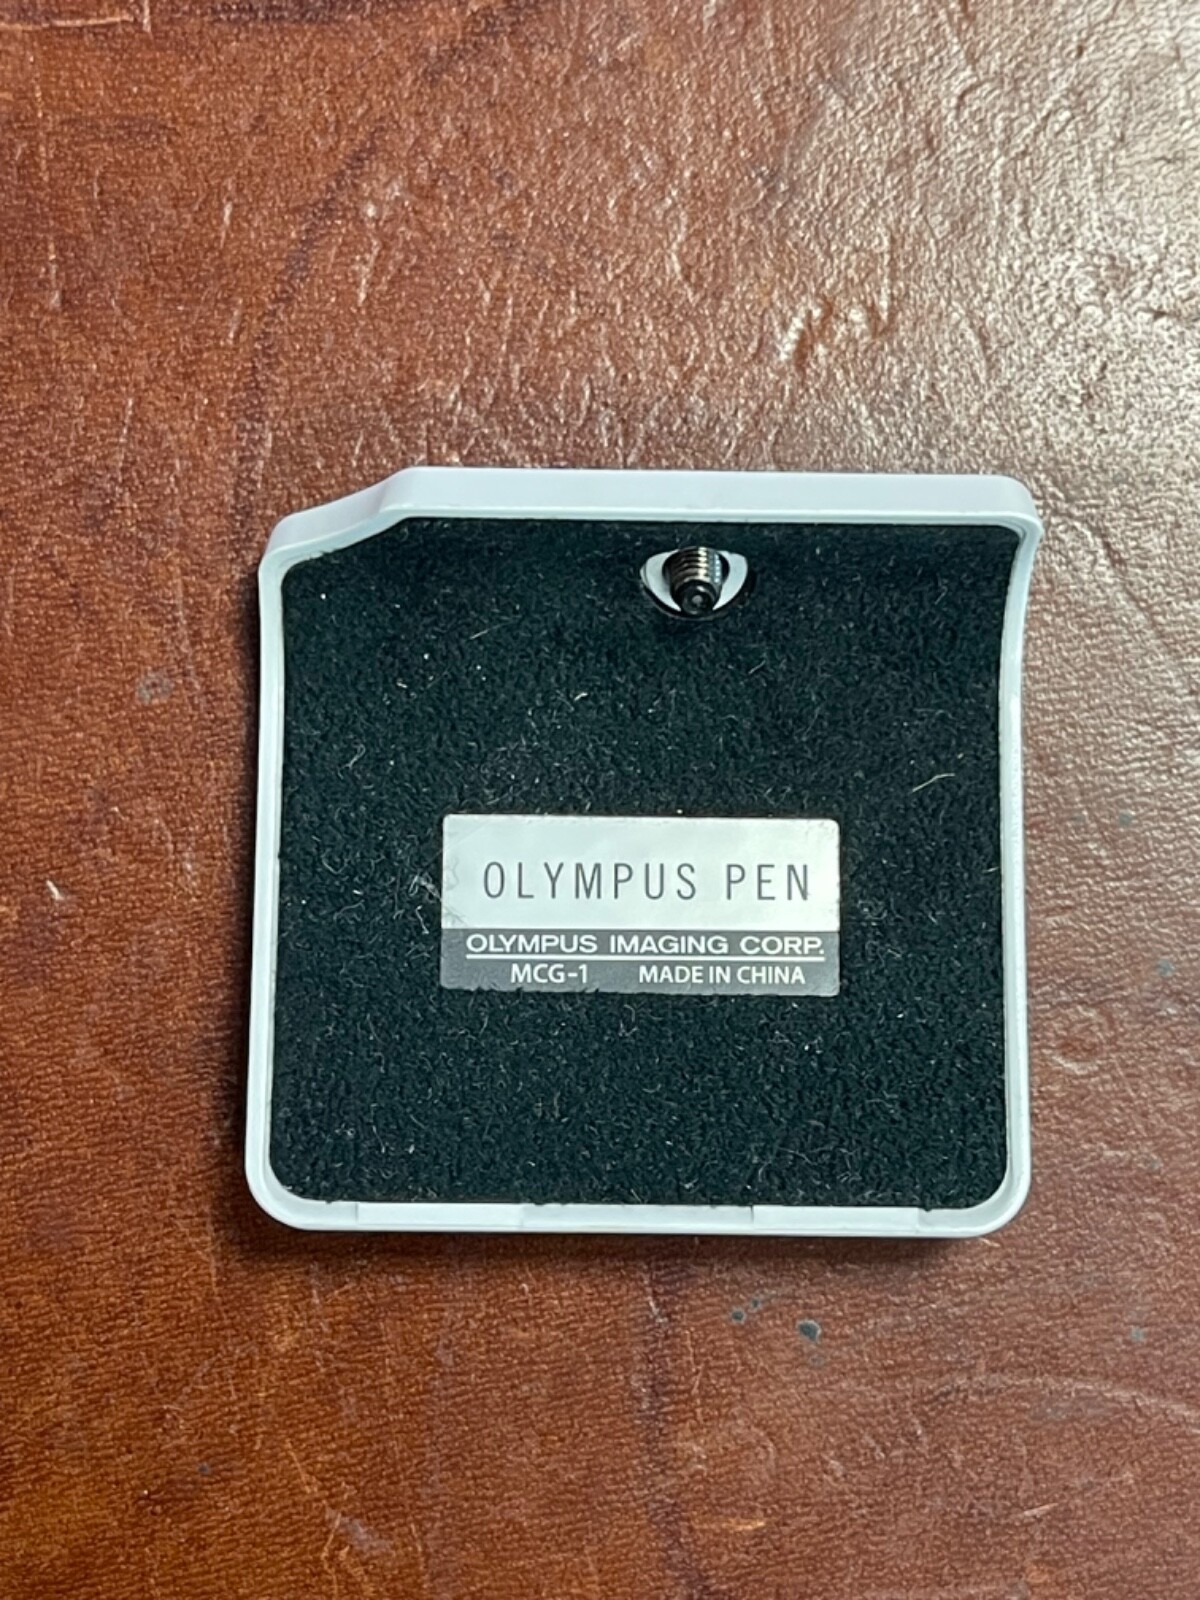 OLYMPUS PEN
OLYMPUS IMAGING CORP.
MCG-1 MADE IN CHINA